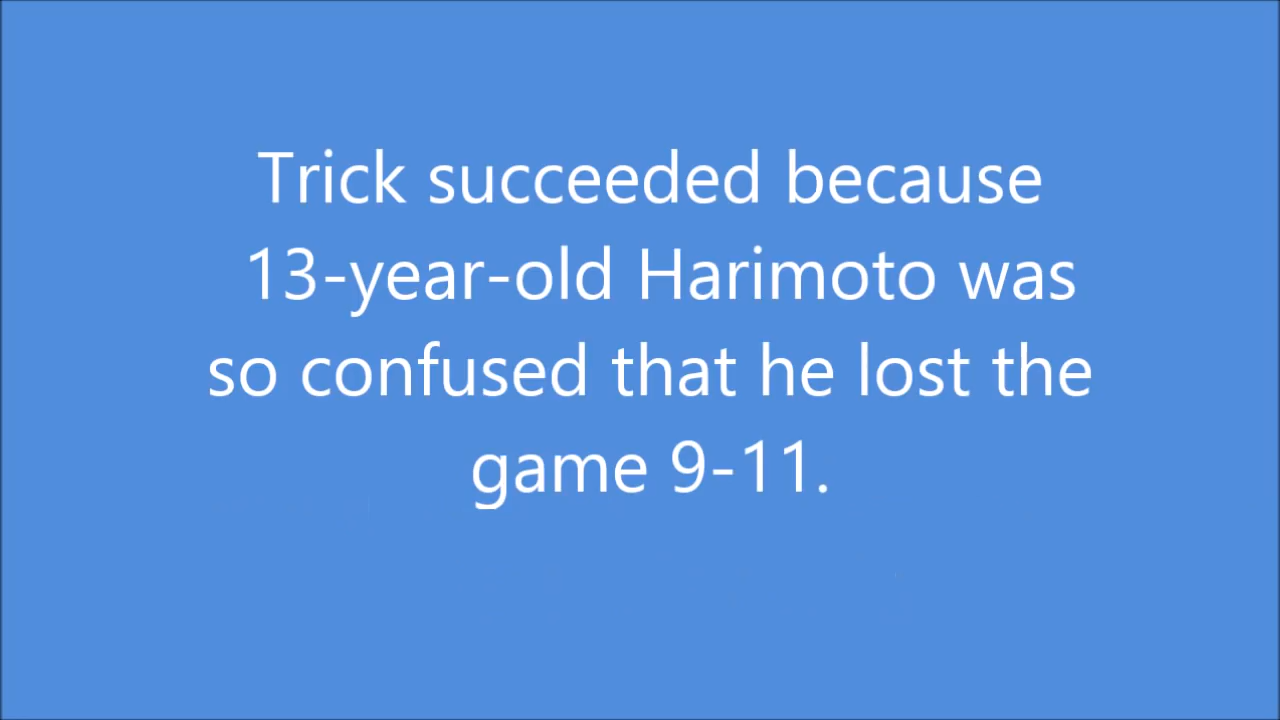 Trick succeeded because
13-year-old Harimoto was
so confused that he lost the
game 9-11.